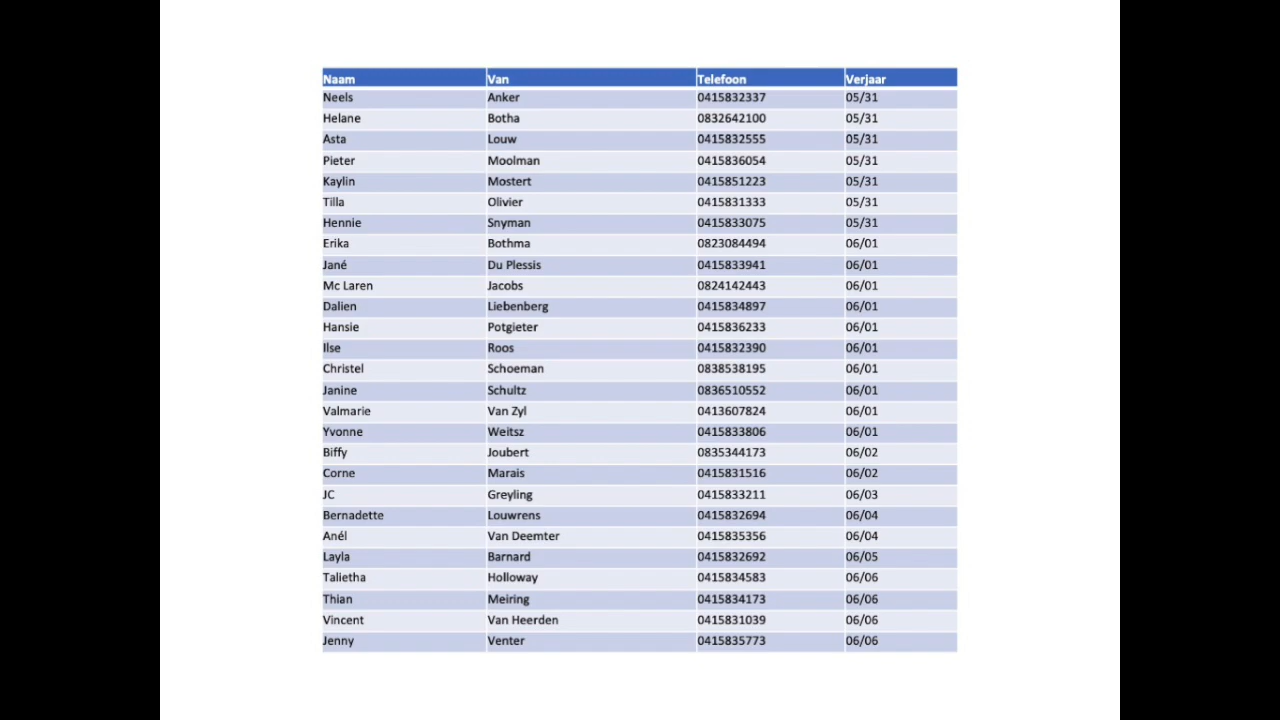 Naam Van Telefoon Verjaar
Neels Anker 0415832337 05/31
Helane Botha 0832642100 05/31
Asta Louw 0415832555 05/31
Pieter Moolman 0415836054 05/31
Kaylin Mostert 0415851223 05/31
Tilla Olivier 0415831333 05/31
Hennie Snyman 0415833075 05/31
Erika Bothma 0823084494 06/01
Jané Du Plessis 0415833941 06/01
Mc Laren Jacobs 0824142443 06/01
Dalien Liebenberg 0415834897 06/01
Hansie Potgieter 0415836233 06/01
Ilse Roos 0415832390 06/01
Christel Schoeman 0838538195 06/01
Janine Schultz 0836510552 06/01
Valmarie Van Zyl 0413607824 06/01
Yvonne Weitsz 0415833806 06/01
Biffy Joubert 0835344173 06/02
Corne Marais 0415831516 06/02
JC Greyling 0415833211 06/03
Bernadette Louwrens 0415832694 06/04
Anél Van Deemter 0415835356 06/04
Layla Barnard 0415832692 06/05
Talietha Holloway 0415834583 06/06
Thian Meiring 0415834173 06/06
Vincent Van Heerden 0415831039 06/06
Jenny Venter 0415835773 06/06